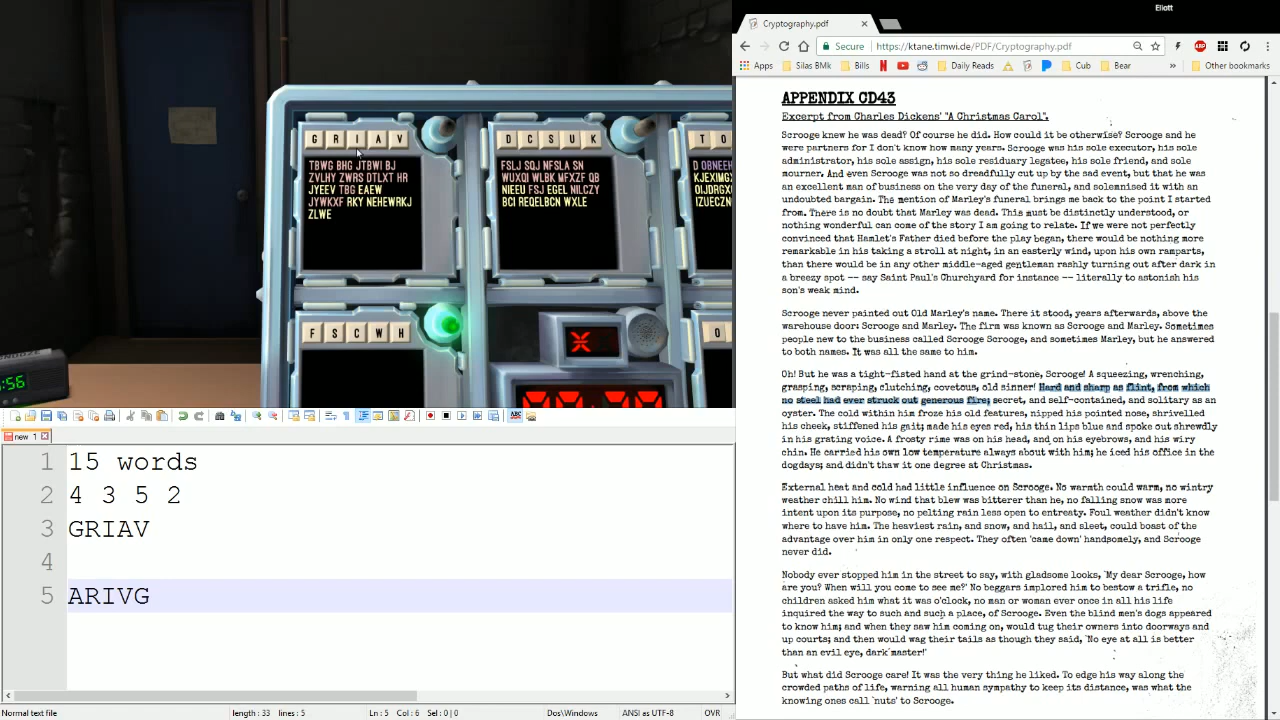 Eliott
Cryptography.pdf
Secure
https://ktane.timwi.de/PDF/Cryptography.pdf
Apps
Silas BMk
Bills
Daily Reads
Cub
Bear
»
Other bookmarks
G R I A V
TBWG BHG JTBWI BJ
ZVLHY ZWRS DTLXT HR
JYEEV TBG EAEW
JYWKXF RKY NEHEWRKJ
ZLWE
D C S U K
FSLJ SQJ NFSLA SN
WUXQI WLBK MFXZF QB
NIEEU FSJ EGEL NILCZY
BCI REQELBCN WXLE
T O
D OBNEEH
KJEXIMGX
OIJDRGX
IZUECZN
F S C W H
X
O
:56
APPENDIX CD43
Excerpt from Charles Dickens' "A Christmas Carol".
Scrooge knew he was dead? Of course he did. How could it be otherwise? Scrooge and he
were partners for I don't know how many years. Scrooge was his sole executor, his sole
administrator, his sole assign, his sole residuary legatee, his sole friend, and sole
mourner. And even Scrooge was not so dreadfully cut up by the sad event, but that he was
an excellent man of business on the very day of the funeral, and solemnised it with an
undoubted bargain. The mention of Marley's funeral brings me back to the point I started
from. There is no doubt that Marley was dead. This must be distinctly understood, or
nothing wonderful can come of the story I am going to relate. If we were not perfectly
convinced that Hamlet's Father died before the play began, there would be nothing more
remarkable in his taking a stroll at night, in an easterly wind, upon his own ramparts,
than there would be in any other middle-aged gentleman rashly turning out after dark in
a breezy spot -- say Saint Paul's Churchyard for instance -- literally to astonish his
son's weak mind.
Scrooge never painted out Old Marley's name. There it stood, years afterwards, above the
warehouse door: Scrooge and Marley. The firm was known as Scrooge and Marley. Sometimes
people new to the business called Scrooge Scrooge, and sometimes Marley, but he answered
to both names. It was all the same to him.
Oh! But he was a tight-fisted hand at the grind-stone, Scrooge! A squeezing, wrenching,
grasping, scraping, clutching, covetous, old sinner! Hard and sharp as flint, from which
no steel had ever struck out generous fire; secret, and self-contained, and solitary as an
oyster. The cold within him froze his old features, nipped his pointed nose, shrivelled
his cheek, stiffened his gait; made his eyes red, his thin lips blue and spoke out shrewdly
in his grating voice. A frosty rime was on his head, and on his eyebrows, and his wiry
chin. He carried his own low temperature always about with him; he iced his office in the
dogdays; and didn't thaw it one degree at Christmas.
External heat and cold had little influence on Scrooge. No warmth could warm, no wintry
weather chill him. No wind that blew was bitterer than he, no falling snow was more
intent upon its purpose, no pelting rain less open to entreaty. Foul weather didn't know
where to have him. The heaviest rain, and snow, and hail, and sleet, could boast of the
advantage over him in only one respect. They often 'came down' handsomely, and Scrooge
never did.
Nobody ever stopped him in the street to say, with gladsome looks, 'My dear Scrooge, how
are you? When will you come to see me?' No beggars implored him to bestow a trifle, no
children asked him what it was o'clock, no man or woman ever once in all his life
inquired the way to such and such a place, of Scrooge. Even the blind men's dogs appeared
to know him; and when they saw him coming on, would tug their owners into doorways and
up courts; and then would wag their tails as though they said, 'No eye at all is better
than an evil eye, dark master!'
But what did Scrooge care! It was the very thing he liked. To edge his way along the
crowded paths of life, warning all human sympathy to keep its distance, was what the
knowing ones call 'nuts' to Scrooge.
new 1
1 15 words
2 4 3 5 2
3 GRIAV
4
5 ARIVG
Normal text file
length: 33 lines: 5
Ln: 5 Col: 6 Sel: 0 | 0
Dos\Windows
ANSI as UTF-8
OVR